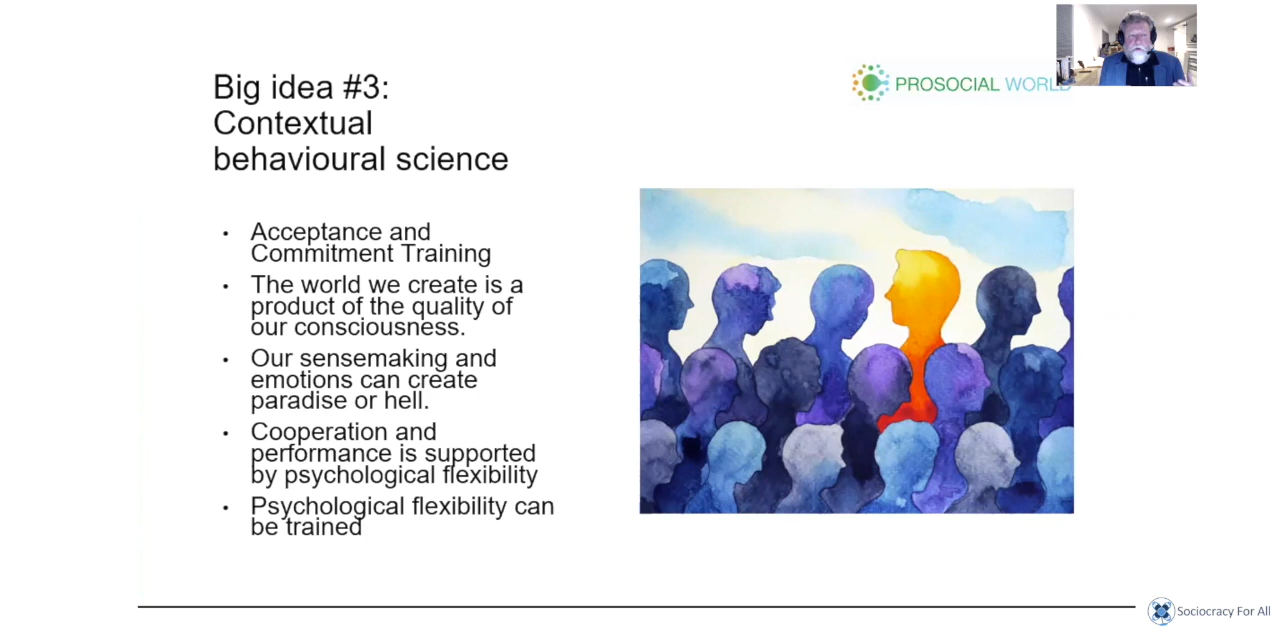 Big idea #3:
Contextual
behavioural science
PROSOCIAL WORLD
Acceptance and
Commitment Training
The world we create is a
product of the quality of
our consciousness.
Our sensemaking and
emotions can create
paradise or hell.
Cooperation and
performance is supported
by psychological flexibility
Psychological flexibility can
be trained
Sociocracy For All